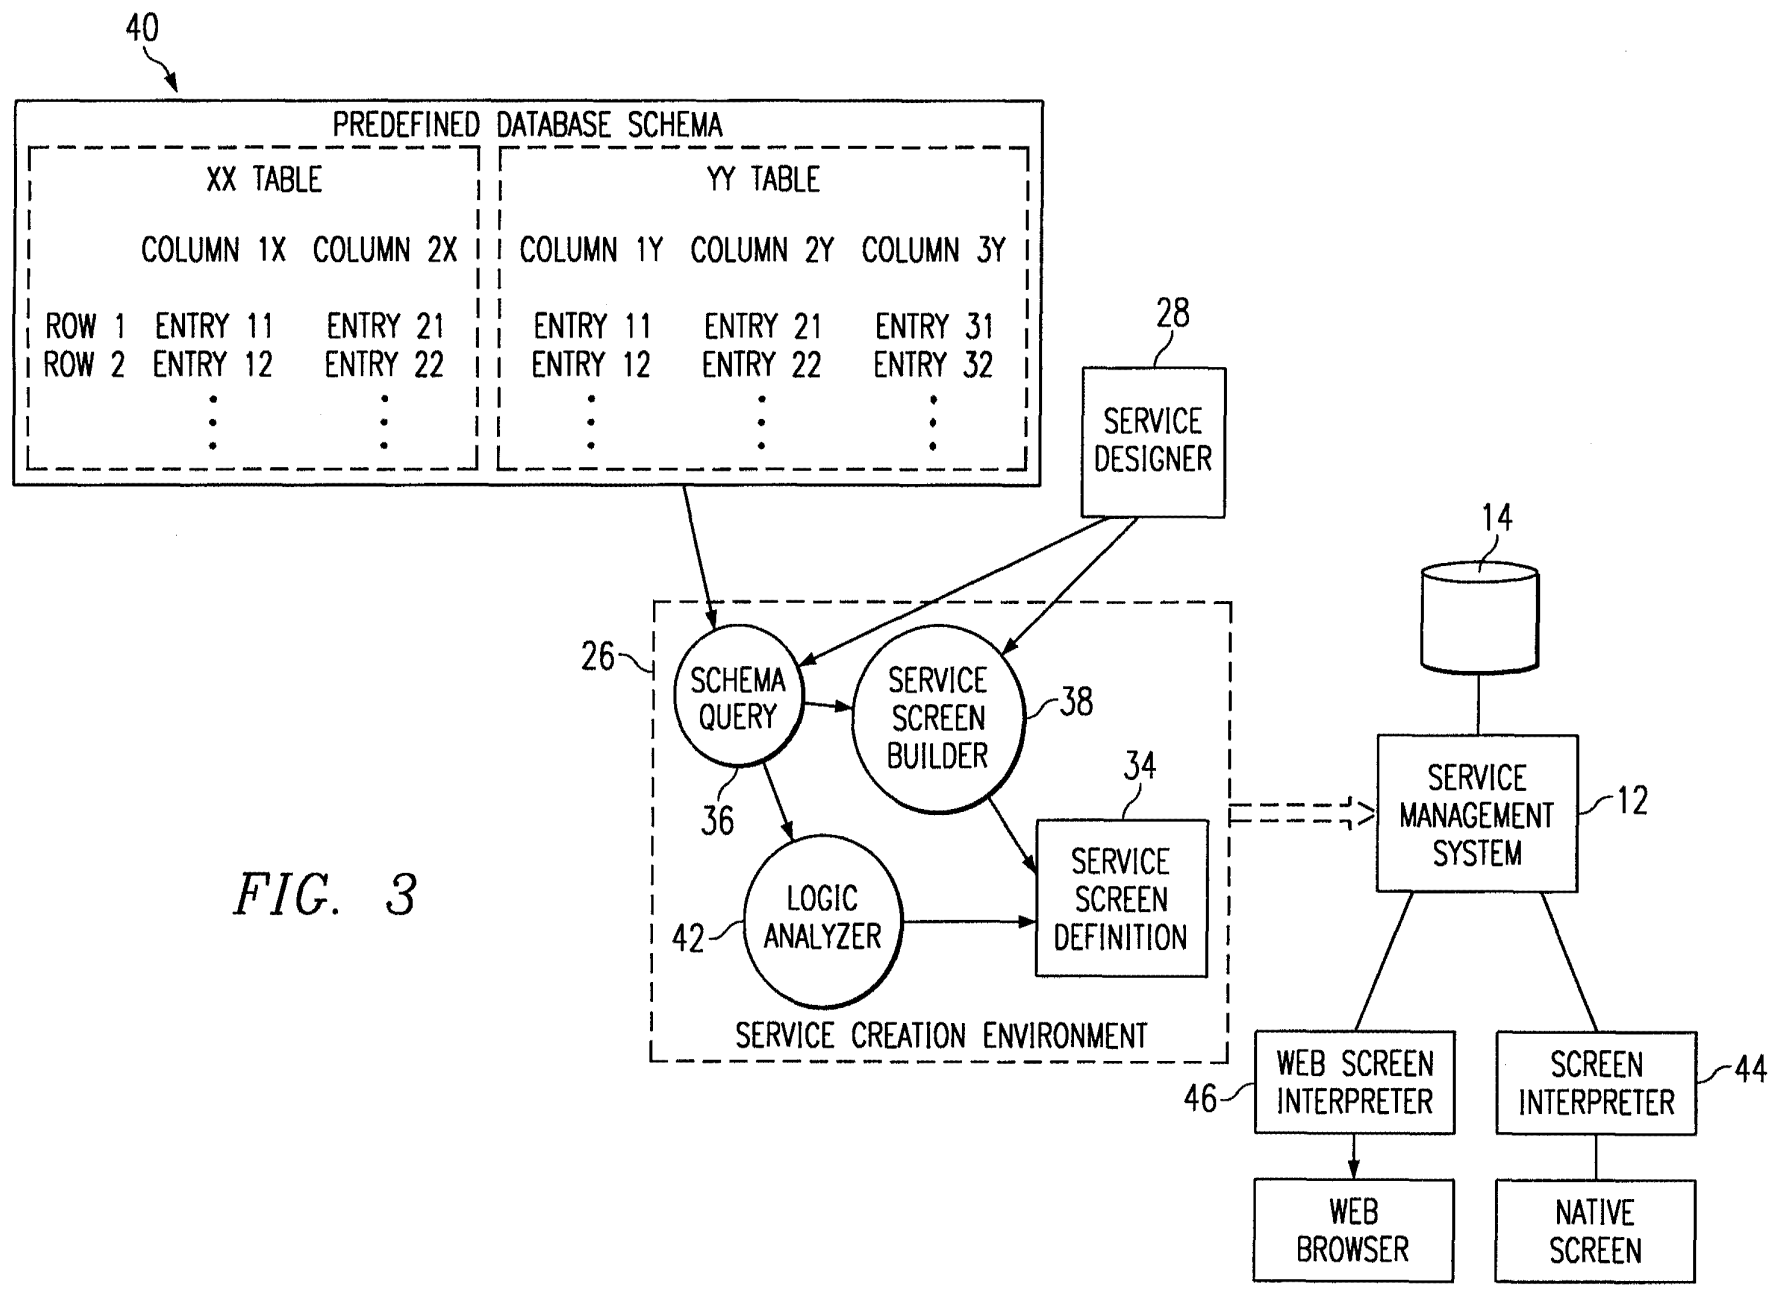 40
PREDEFINED DATABASE SCHEMA
XX TABLE
YY TABLE
COLUMN 1X COLUMN 2X
COLUMN 1Y COLUMN 2Y COLUMN 3Y
ROW 1 ENTRY 11 ENTRY 21
ENTRY 11 ENTRY 21 ENTRY 31
ROW 2 ENTRY 12 ENTRY 22
ENTRY 12 ENTRY 22 ENTRY 32
28
SERVICE
DESIGNER
14
26
SCHEMA
QUERY
36
SERVICE
SCREEN
BUILDER
38
34
SERVICE
SCREEN
DEFINITION
42
LOGIC
ANALYZER
SERVICE CREATION ENVIRONMENT
SERVICE
MANAGEMENT
SYSTEM
12
FIG. 3
46
WEB SCREEN
INTERPRETER
SCREEN
INTERPRETER
44
WEB
BROWSER
NATIVE
SCREEN